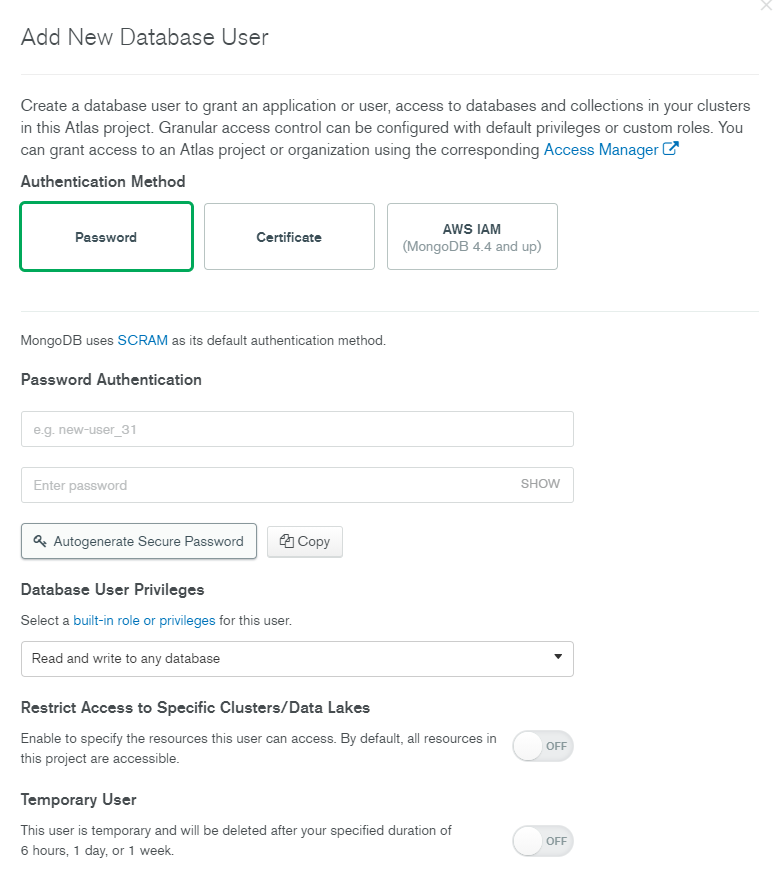 Add New Database User
Create a database user to grant an application or user, access to databases and collections in your clusters
in this Atlas project. Granular access control can be configured with default privileges or custom roles. You
can grant access to an Atlas project or organization using the corresponding Access Manager
Authentication Method
Password
Certificate
AWS IAM
(MongoDB 4.4 and up)
MongoDB uses SCRAM as its default authentication method.
Password Authentication
e.g. new-user_31
Enter password SHOW
Autogenerate Secure Password Copy
Database User Privileges
Select a built-in role or privileges for this user.
Read and write to any database
Restrict Access to Specific Clusters/Data Lakes
Enable to specify the resources this user can access. By default, all resources in
this project are accessible.
OFF
Temporary User
This user is temporary and will be deleted after your specified duration of
6 hours, 1 day, or 1 week.
OFF